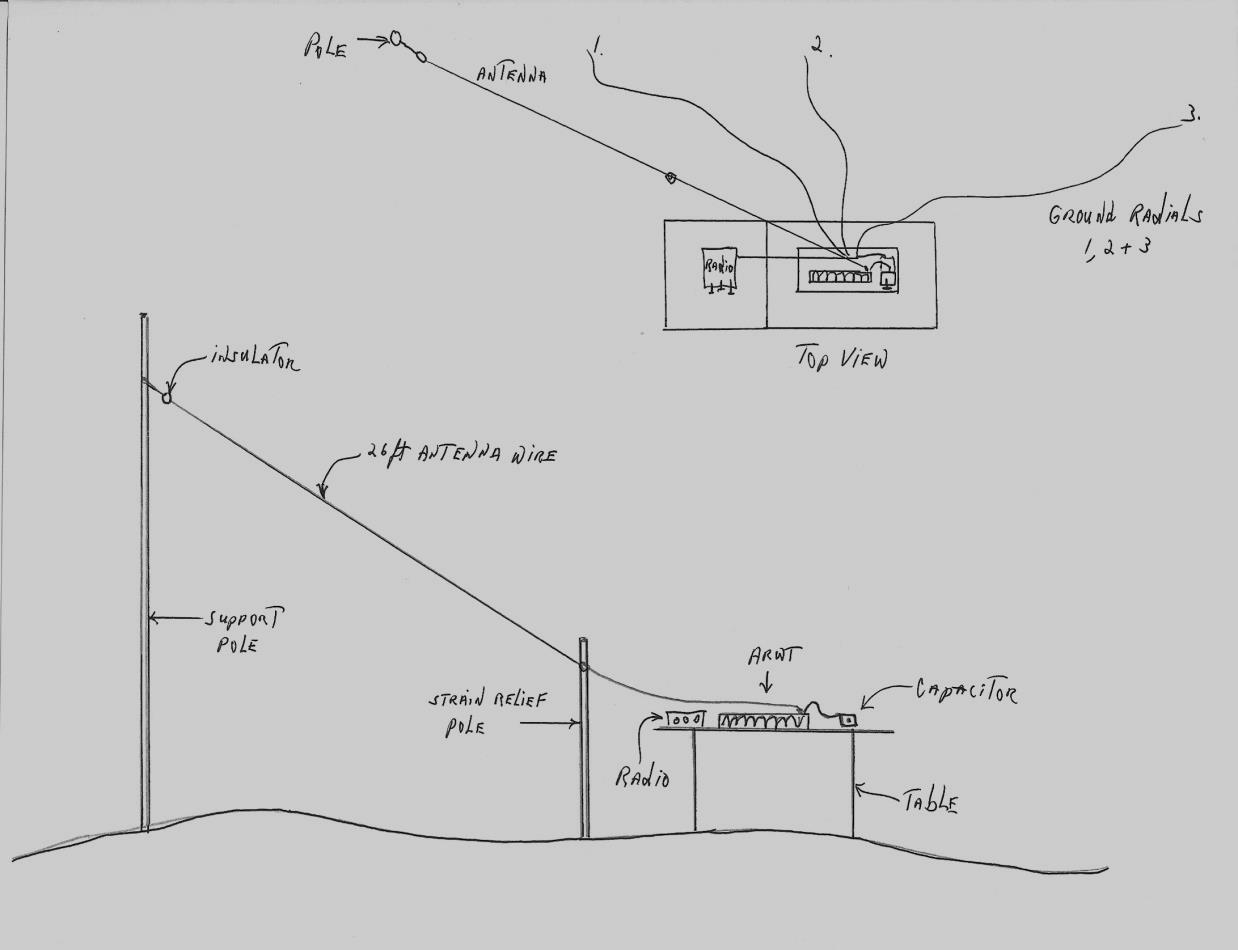 POLE
ANTENNA
1.
2.
3.
GROUND RADIALS
1, 2 + 3
RADIO
TOP VIEW
INSULATOR
26ft ANTENNA WIRE
SUPPORT
POLE
STRAIN RELIEF
POLE
ARWT
CAPACITOR
RADIO
TABLE